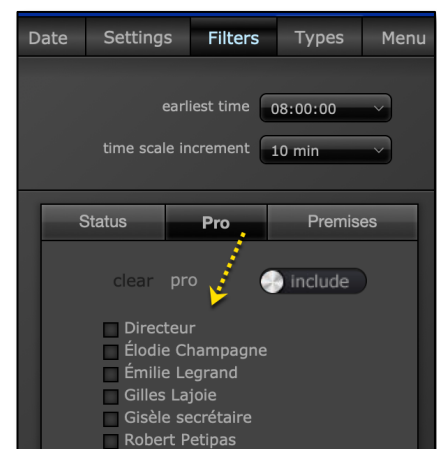 Date Settings Filters Types Menu
earliest time 08:00:00
time scale increment 10 min
Status Pro Premises
clear pro include
Directeur
Élodie Champagne
Émilie Legrand
Gilles Lajoie
Gisèle secrétaire
Robert Petipas